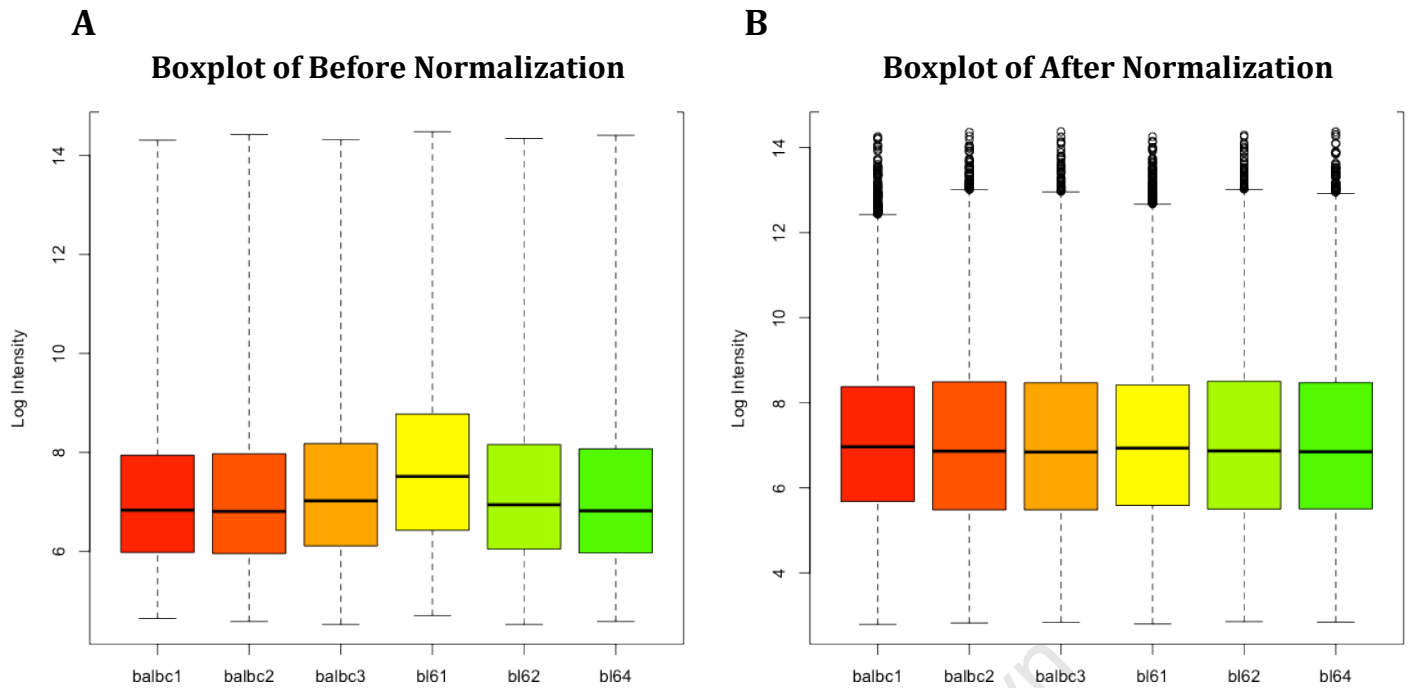 A
Boxplot of Before Normalization
Log Intensity
14
12
10
8
6
balbc1 balbc2 balbc3 bl61 bl62 bl64
B
Boxplot of After Normalization
Log Intensity
14
12
10
8
6
4
balbc1 balbc2 balbc3 bl61 bl62 bl64